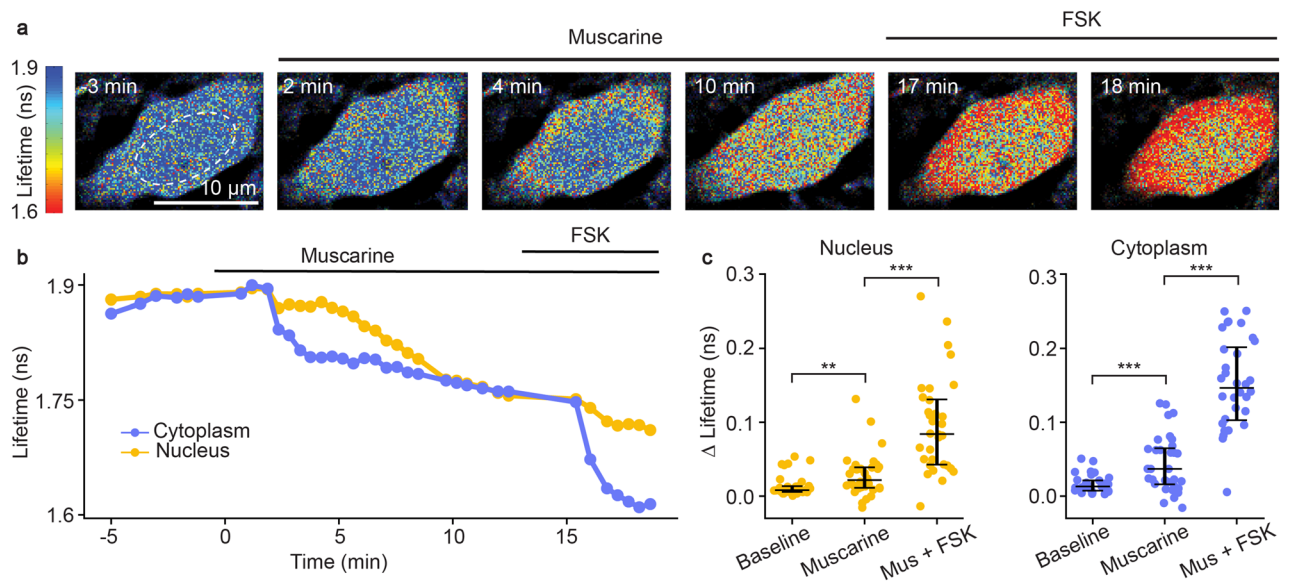 a
FSK
Muscarine
1.9
Lifetime (ns)
1.6
-3 min
2 min
4 min
10 min
17 min
18 min
10 µm
b
Muscarine
FSK
Lifetime (ns)
1.9
1.75
1.6
Cytoplasm
Nucleus
-5
0
5
10
15
Time (min)
c
Nucleus
Δ Lifetime (ns)
0.3
0.2
0.1
0.0
**
***
Baseline
Muscarine
Mus + FSK
Cytoplasm
0.3
0.2
0.1
0.0
***
***
Baseline
Muscarine
Mus + FSK